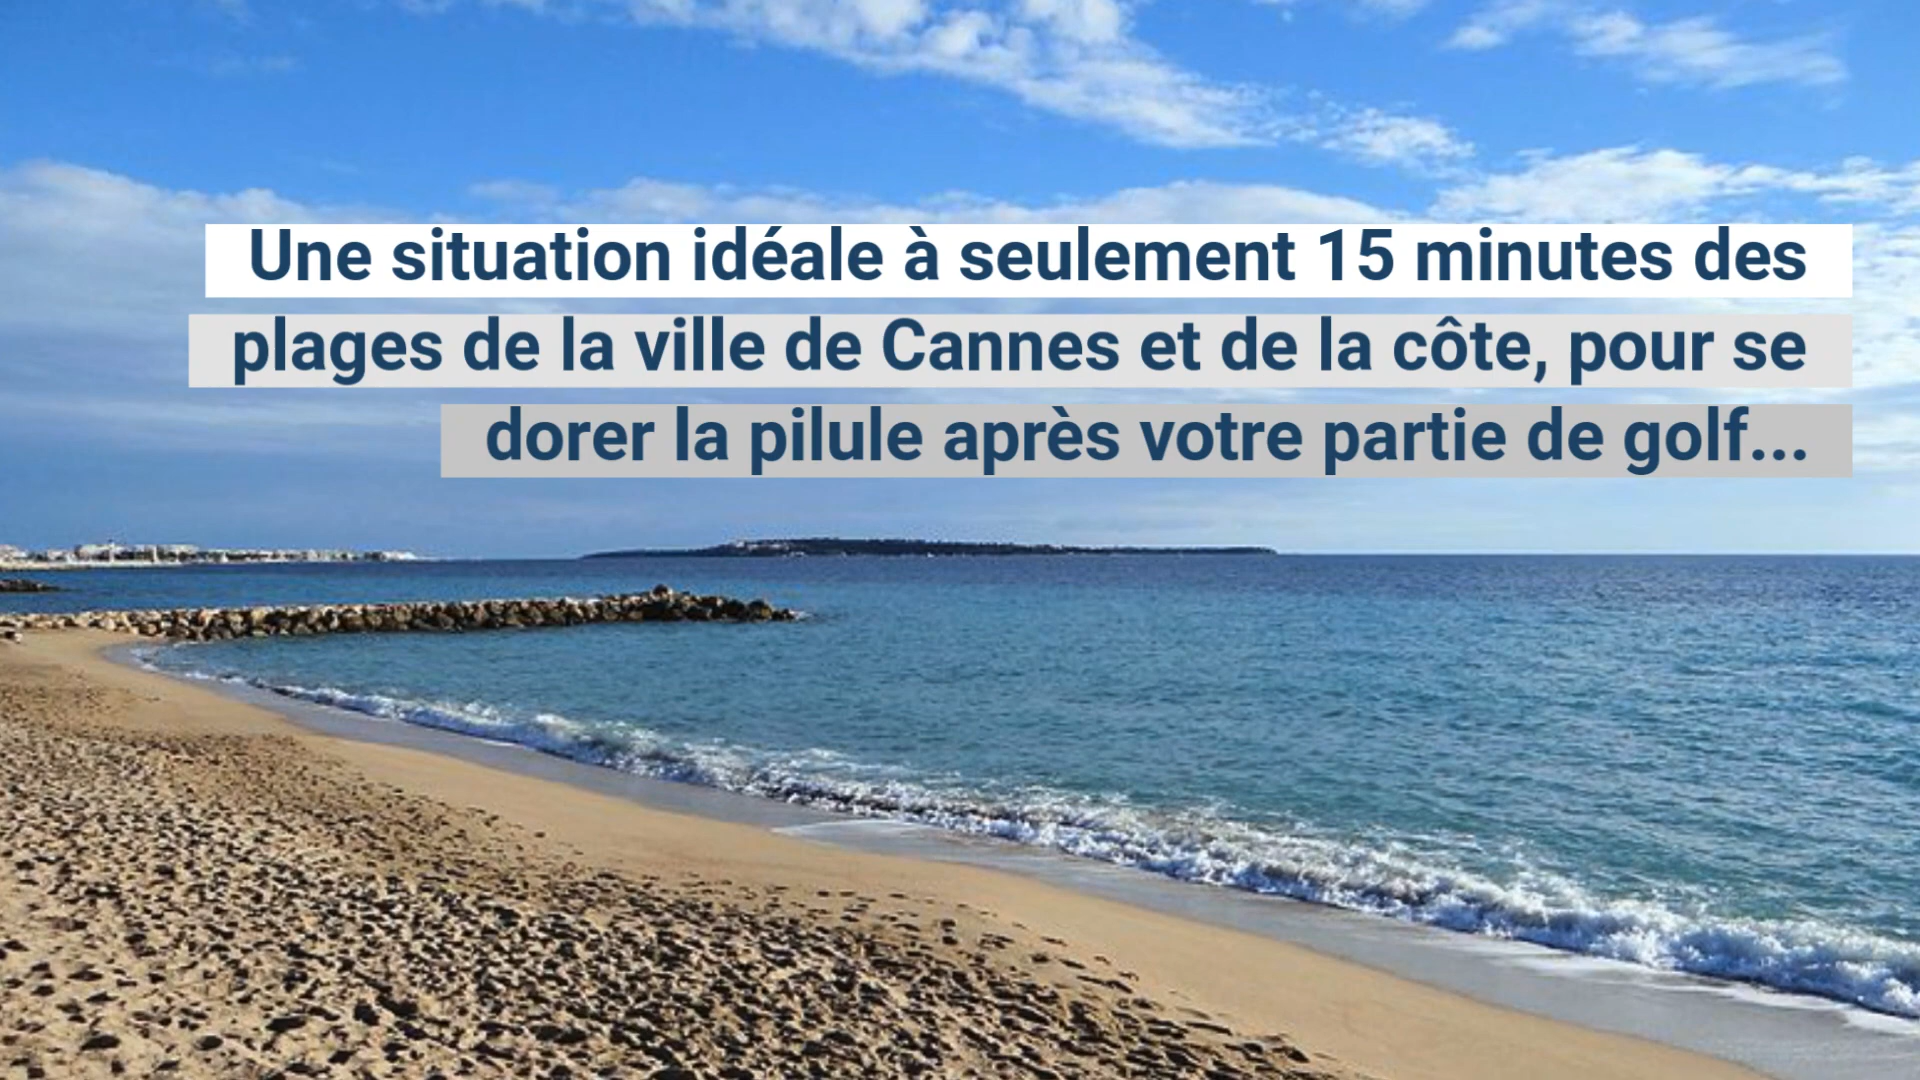 Une situation idéale à seulement 15 minutes des
plages de la ville de Cannes et de la côte, pour se
dorer la pilule après votre partie de golf...